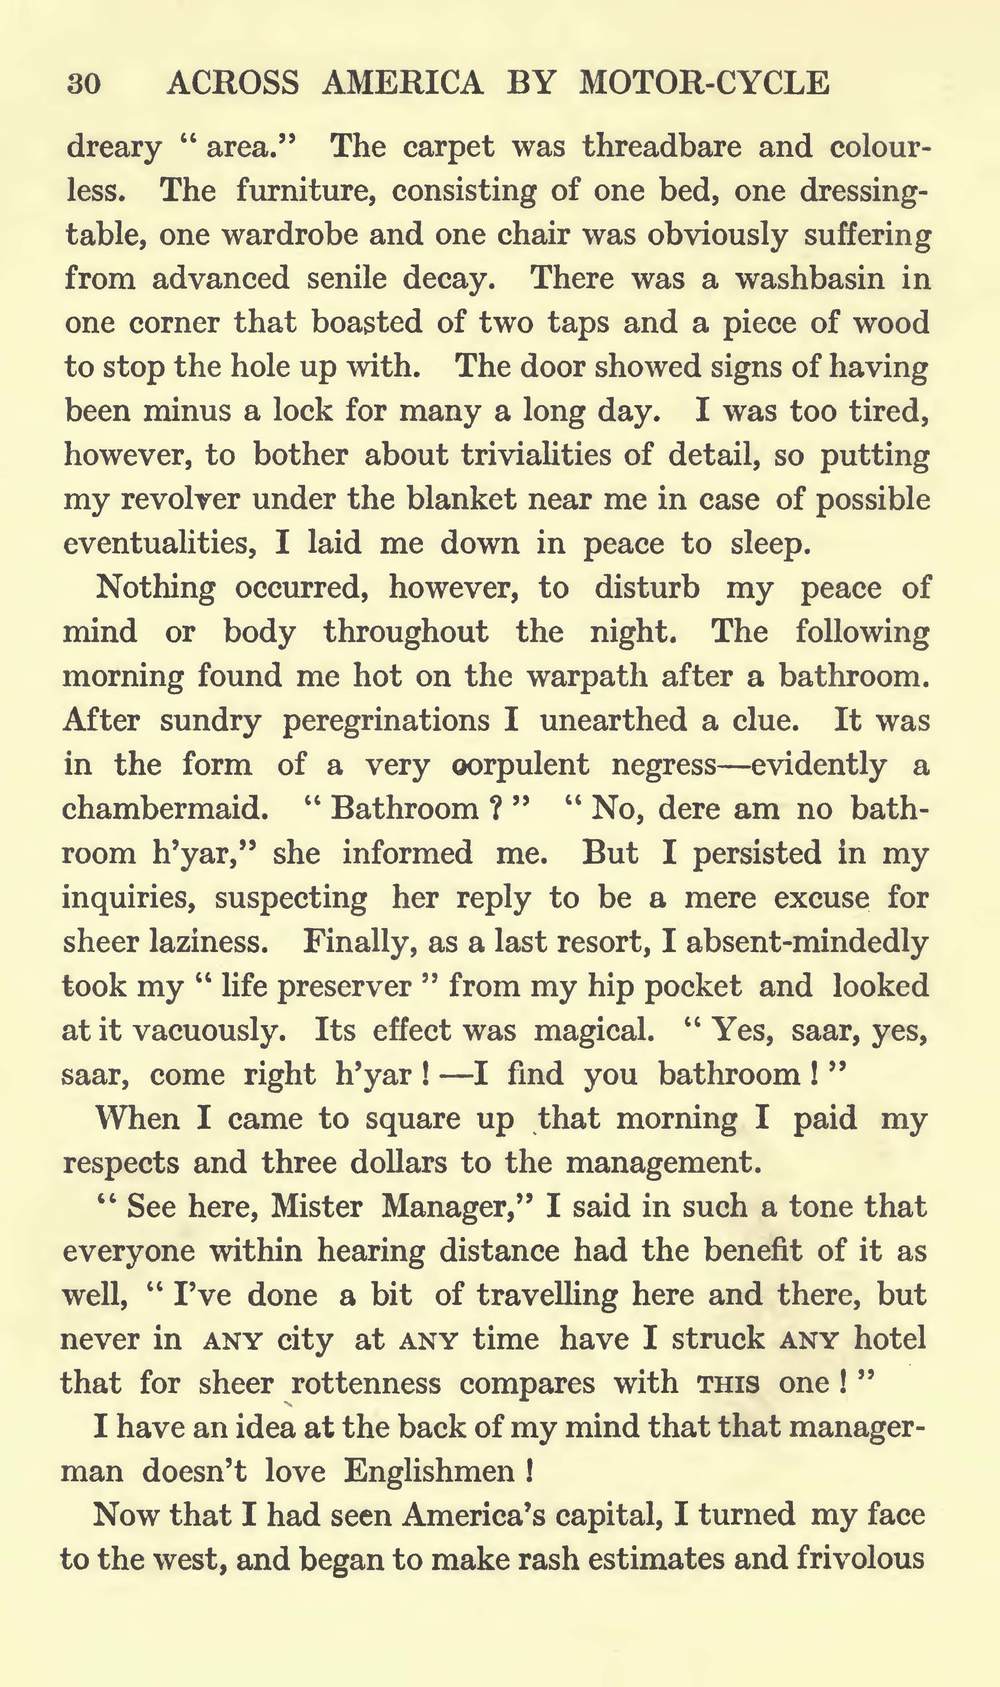 30 ACROSS AMERICA BY MOTOR-CYCLE
dreary “ area.” The carpet was threadbare and colour-
less. The furniture, consisting of one bed, one dressing-
table, one wardrobe and one chair was obviously suffering
from advanced senile decay. There was a washbasin in
one corner that boasted of two taps and a piece of wood
to stop the hole up with. The door showed signs of having
been minus a lock for many a long day. I was too tired,
however, to bother about trivialities of detail, so putting
my revolver under the blanket near me in case of possible
eventualities, I laid me down in peace to sleep.
Nothing occurred, however, to disturb my peace of
mind or body throughout the night. The following
morning found me hot on the warpath after a bathroom.
After sundry peregrinations I unearthed a clue. It was
in the form of a very corpulent negress—evidently a
chambermaid. “ Bathroom ? ” “ No, dere am no bath-
room h’yar,” she informed me. But I persisted in my
inquiries, suspecting her reply to be a mere excuse for
sheer laziness. Finally, as a last resort, I absent-mindedly
took my “ life preserver ” from my hip pocket and looked
at it vacuously. Its effect was magical. “ Yes, saar, yes,
saar, come right h’yar ! —I find you bathroom ! ”
When I came to square up that morning I paid my
respects and three dollars to the management.
“ See here, Mister Manager,” I said in such a tone that
everyone within hearing distance had the benefit of it as
well, “ I’ve done a bit of travelling here and there, but
never in ANY city at ANY time have I struck ANY hotel
that for sheer rottenness compares with THIS one ! ”
I have an idea at the back of my mind that that manager-
man doesn’t love Englishmen !
Now that I had seen America’s capital, I turned my face
to the west, and began to make rash estimates and frivolous